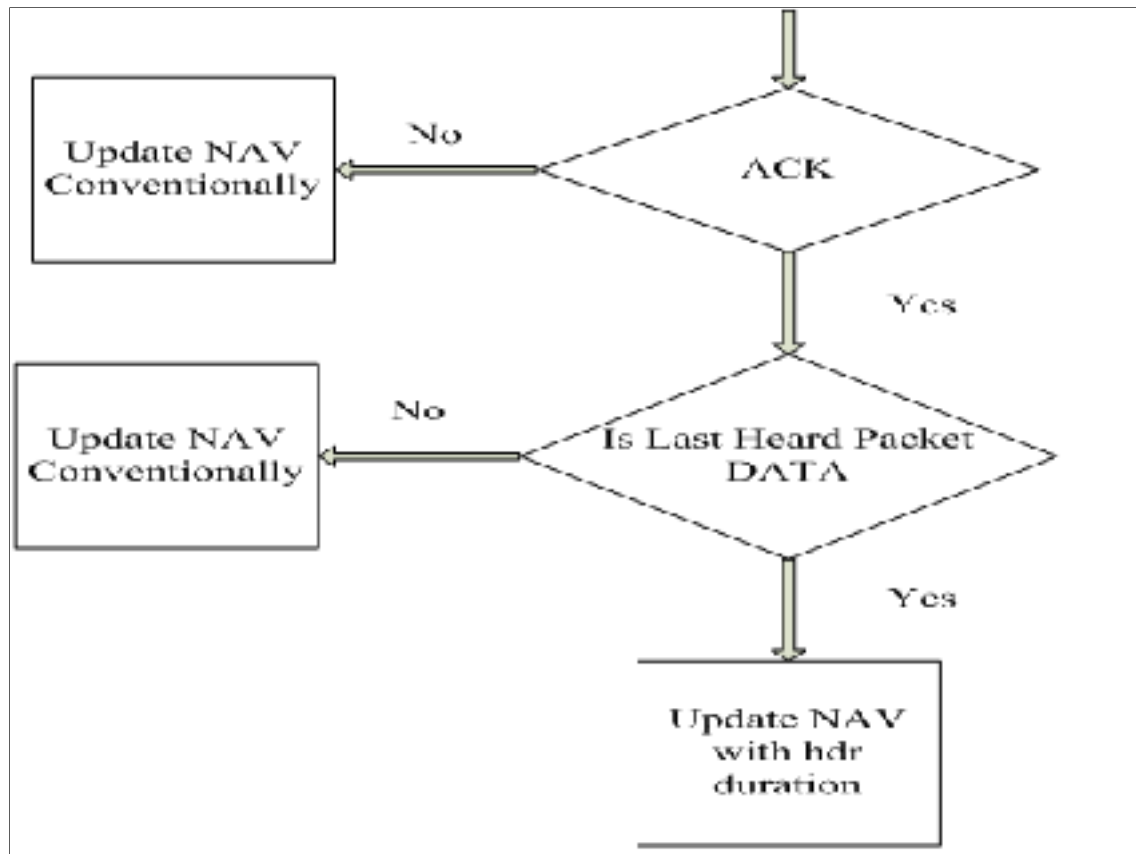 No
Update NAV
Conventionally
ACK
Yes
No
Update NAV
Conventionally
Is Last Heard Packet
DATA
Yes
Update NAV
with hdr
duration